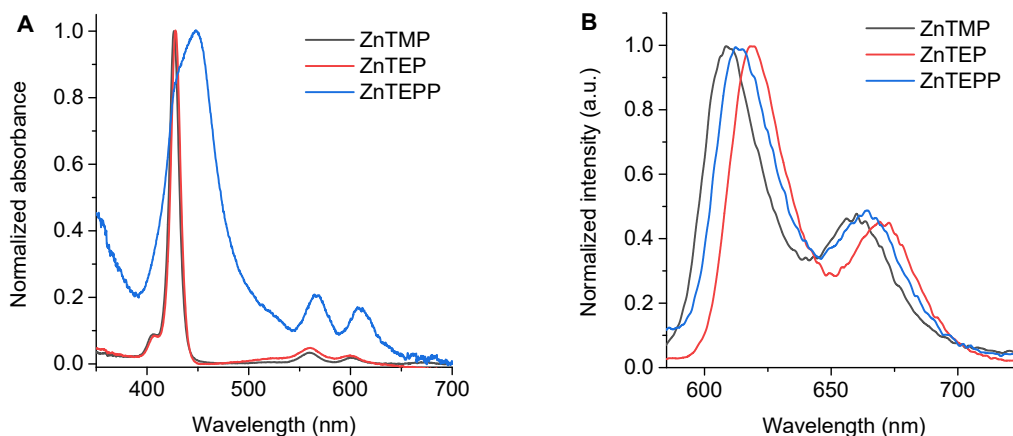 A
Normalized absorbance
1.0
0.8
0.6
0.4
0.2
0.0
400
500
600
700
Wavelength (nm)
ZnTMP
ZnTEP
ZnTEPP
B
Normalized intensity (a.u.)
1.0
0.8
0.6
0.4
0.2
0.0
600
650
700
Wavelength (nm)
ZnTMP
ZnTEP
ZnTEPP